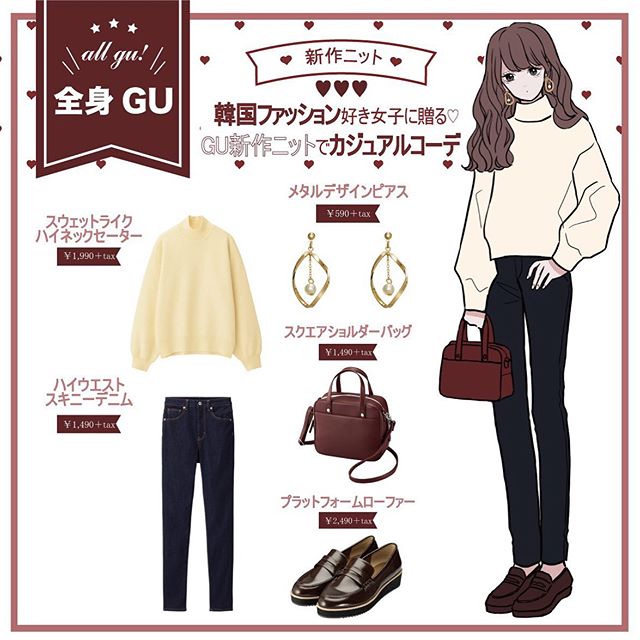 all gu!
全身 GU
新作ニット
韓国ファッション好き女子に贈る♡
GU新作ニットでカジュアルコーデ
メタルデザインピアス
￥590＋tax
スウェットライク
ハイネックセーター
￥1,990＋tax
スクエアショルダーバッグ
￥1,490＋tax
ハイウエスト
スキニーデニム
￥1,490＋tax
プラットフォームローファー
￥2,490＋tax